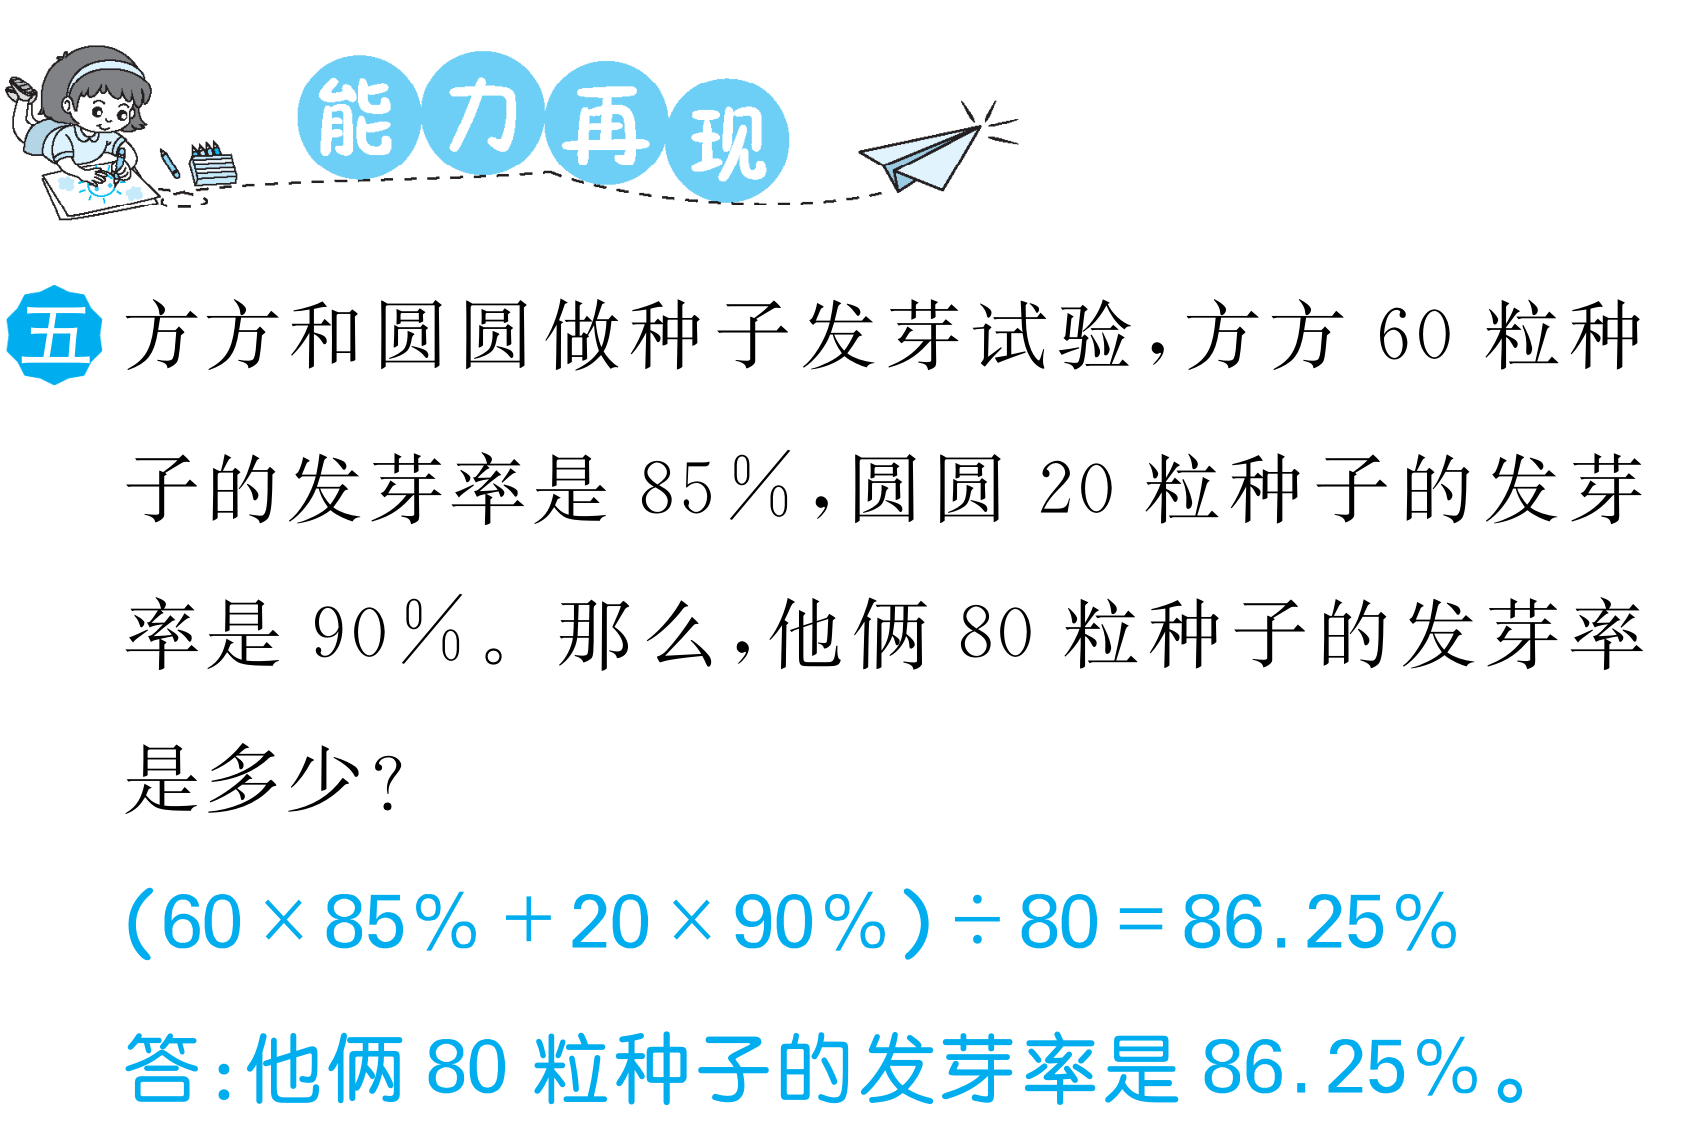 能力再现
五 方方和圆圆做种子发芽试验,方方 60 粒种
子的发芽率是 85%,圆圆 20 粒种子的发芽
率是 90%。那么,他俩 80 粒种子的发芽率
是多少?
(60×85%+20×90%)÷80=86.25%
答:他俩 80 粒种子的发芽率是 86.25%。